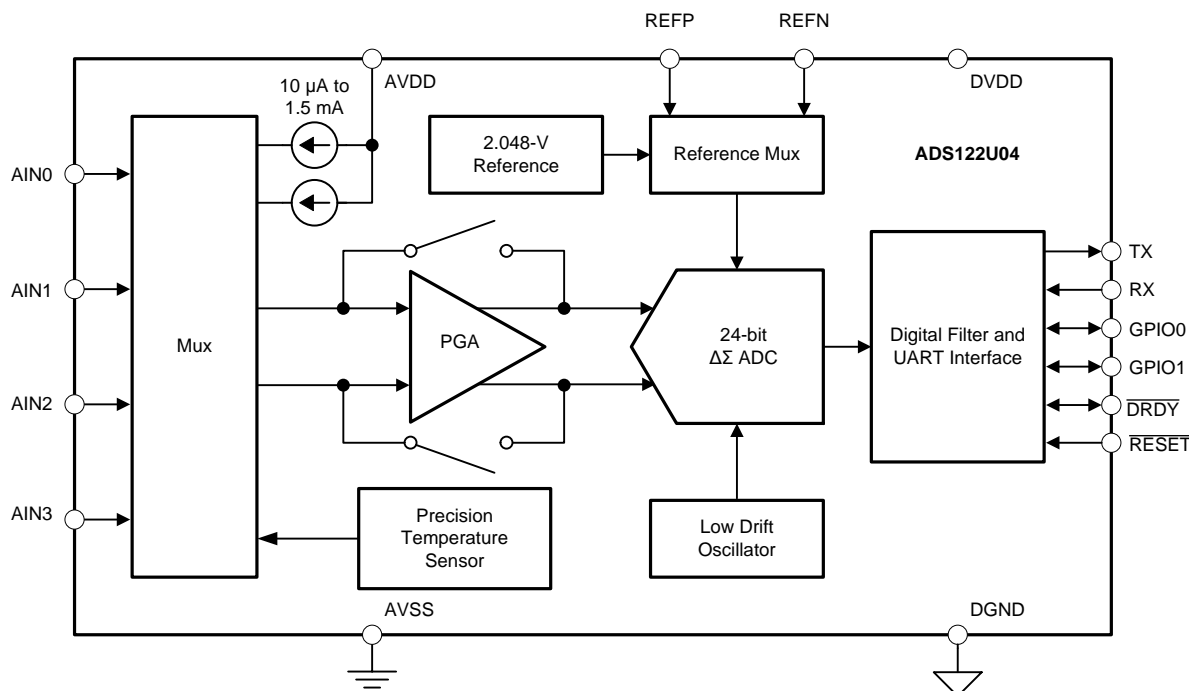 REFP
REFN
AVDD
DVDD
10 µA to
1.5 mA
2.048-V
Reference
Reference Mux
ADS122U04
AIN0
AIN1
AIN2
AIN3
Mux
PGA
24-bit
ΔΣ ADC
Digital Filter and
UART Interface
TX
RX
GPIO0
GPIO1
DRDY
RESET
Precision
Temperature
Sensor
Low Drift
Oscillator
AVSS
DGND